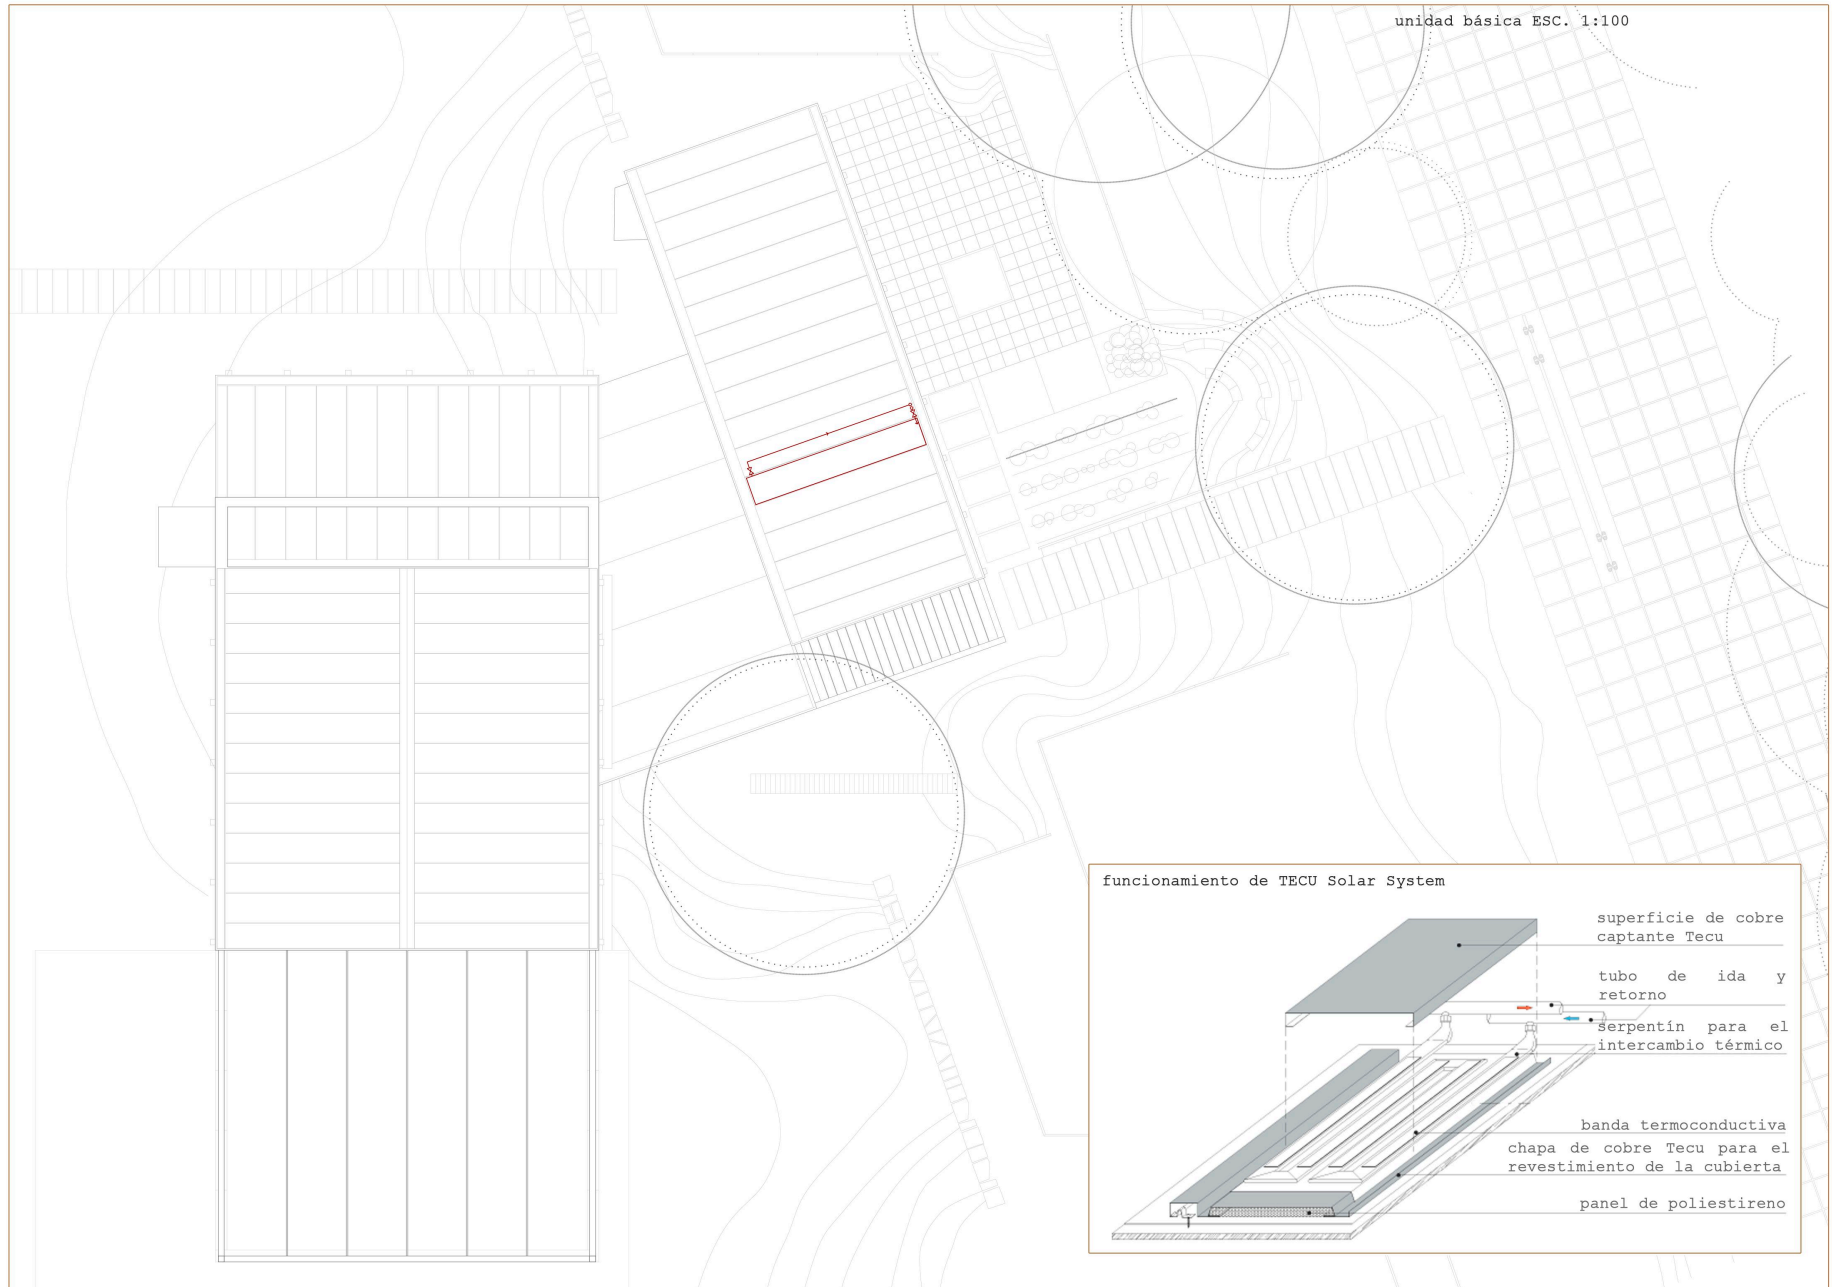 unidad básica ESC. 1:100
funcionamiento de TECU Solar System
superficie de cobre
captante Tecu
tubo de ida y
retorno
serpentín para el
intercambio térmico
banda termoconductiva
chapa de cobre Tecu para el
revestimiento de la cubierta
panel de poliestireno